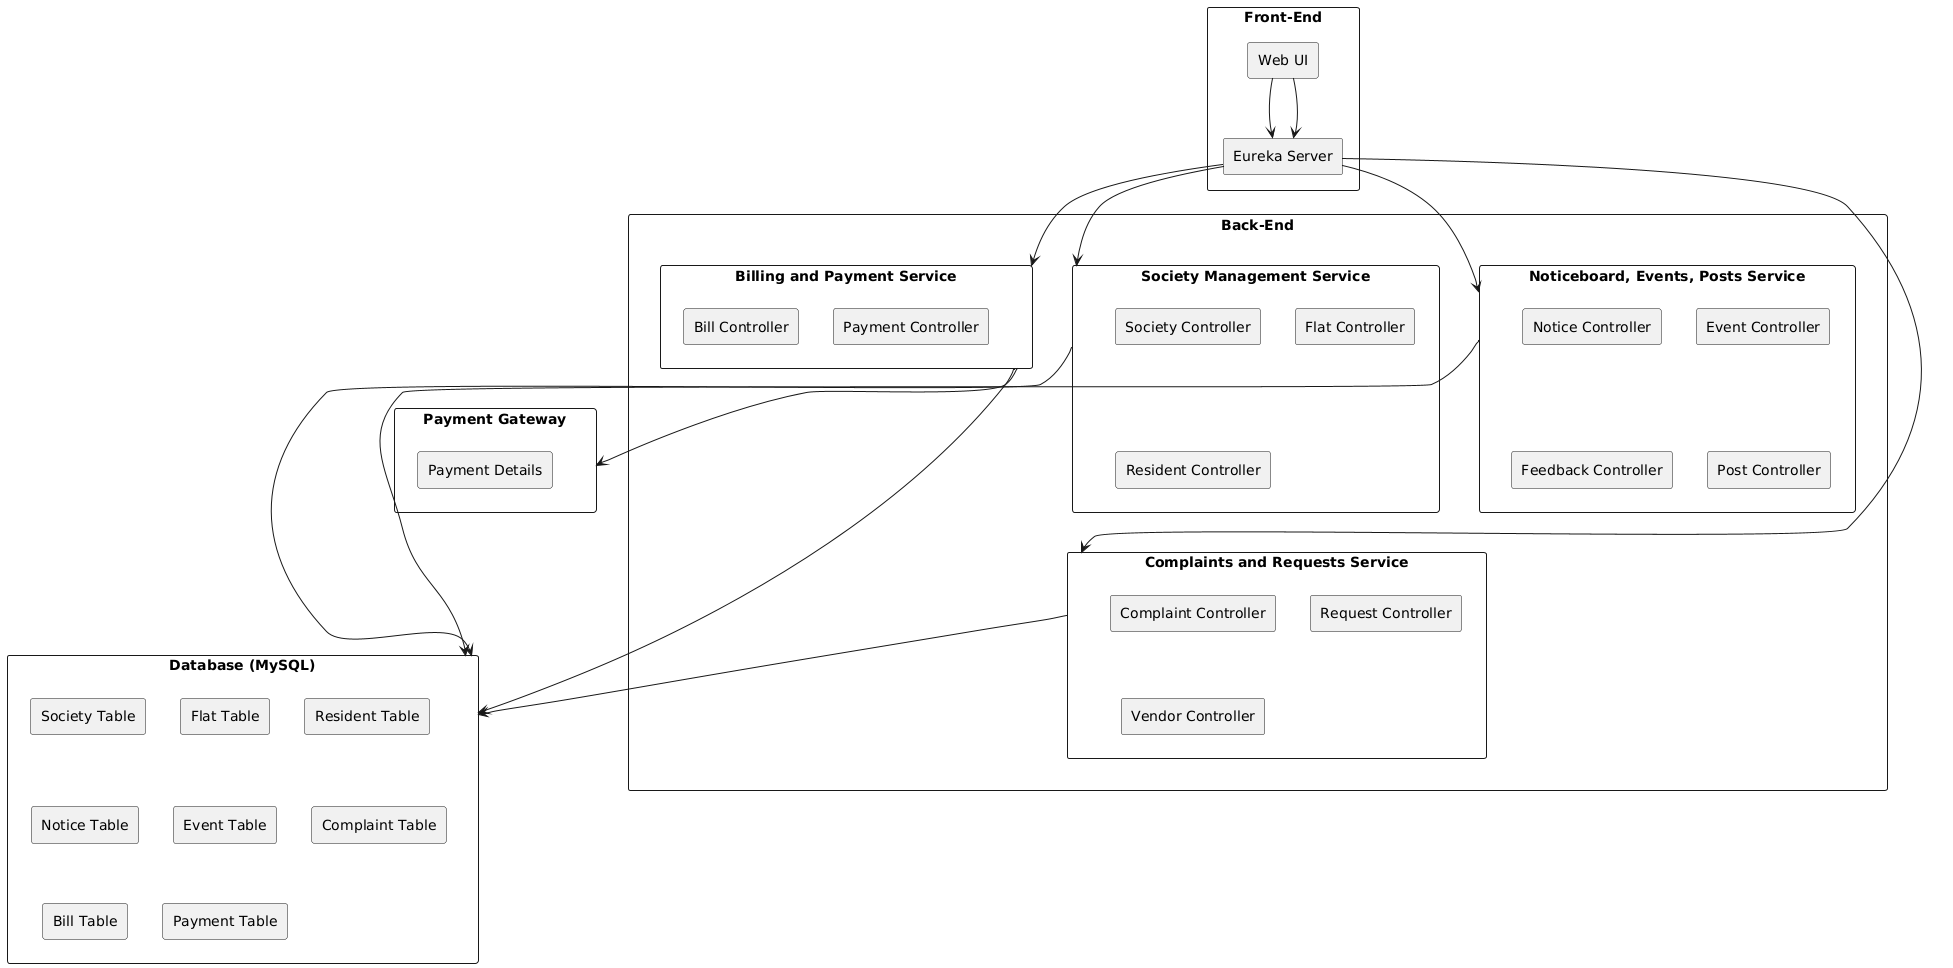 Front-End
Web UI
Eureka Server
Back-End
Billing and Payment Service
Bill Controller
Payment Controller
Society Management Service
Society Controller
Flat Controller
Resident Controller
Noticeboard, Events, Posts Service
Notice Controller
Event Controller
Feedback Controller
Post Controller
Payment Gateway
Payment Details
Complaints and Requests Service
Complaint Controller
Request Controller
Vendor Controller
Database (MySQL)
Society Table
Flat Table
Resident Table
Notice Table
Event Table
Complaint Table
Bill Table
Payment Table